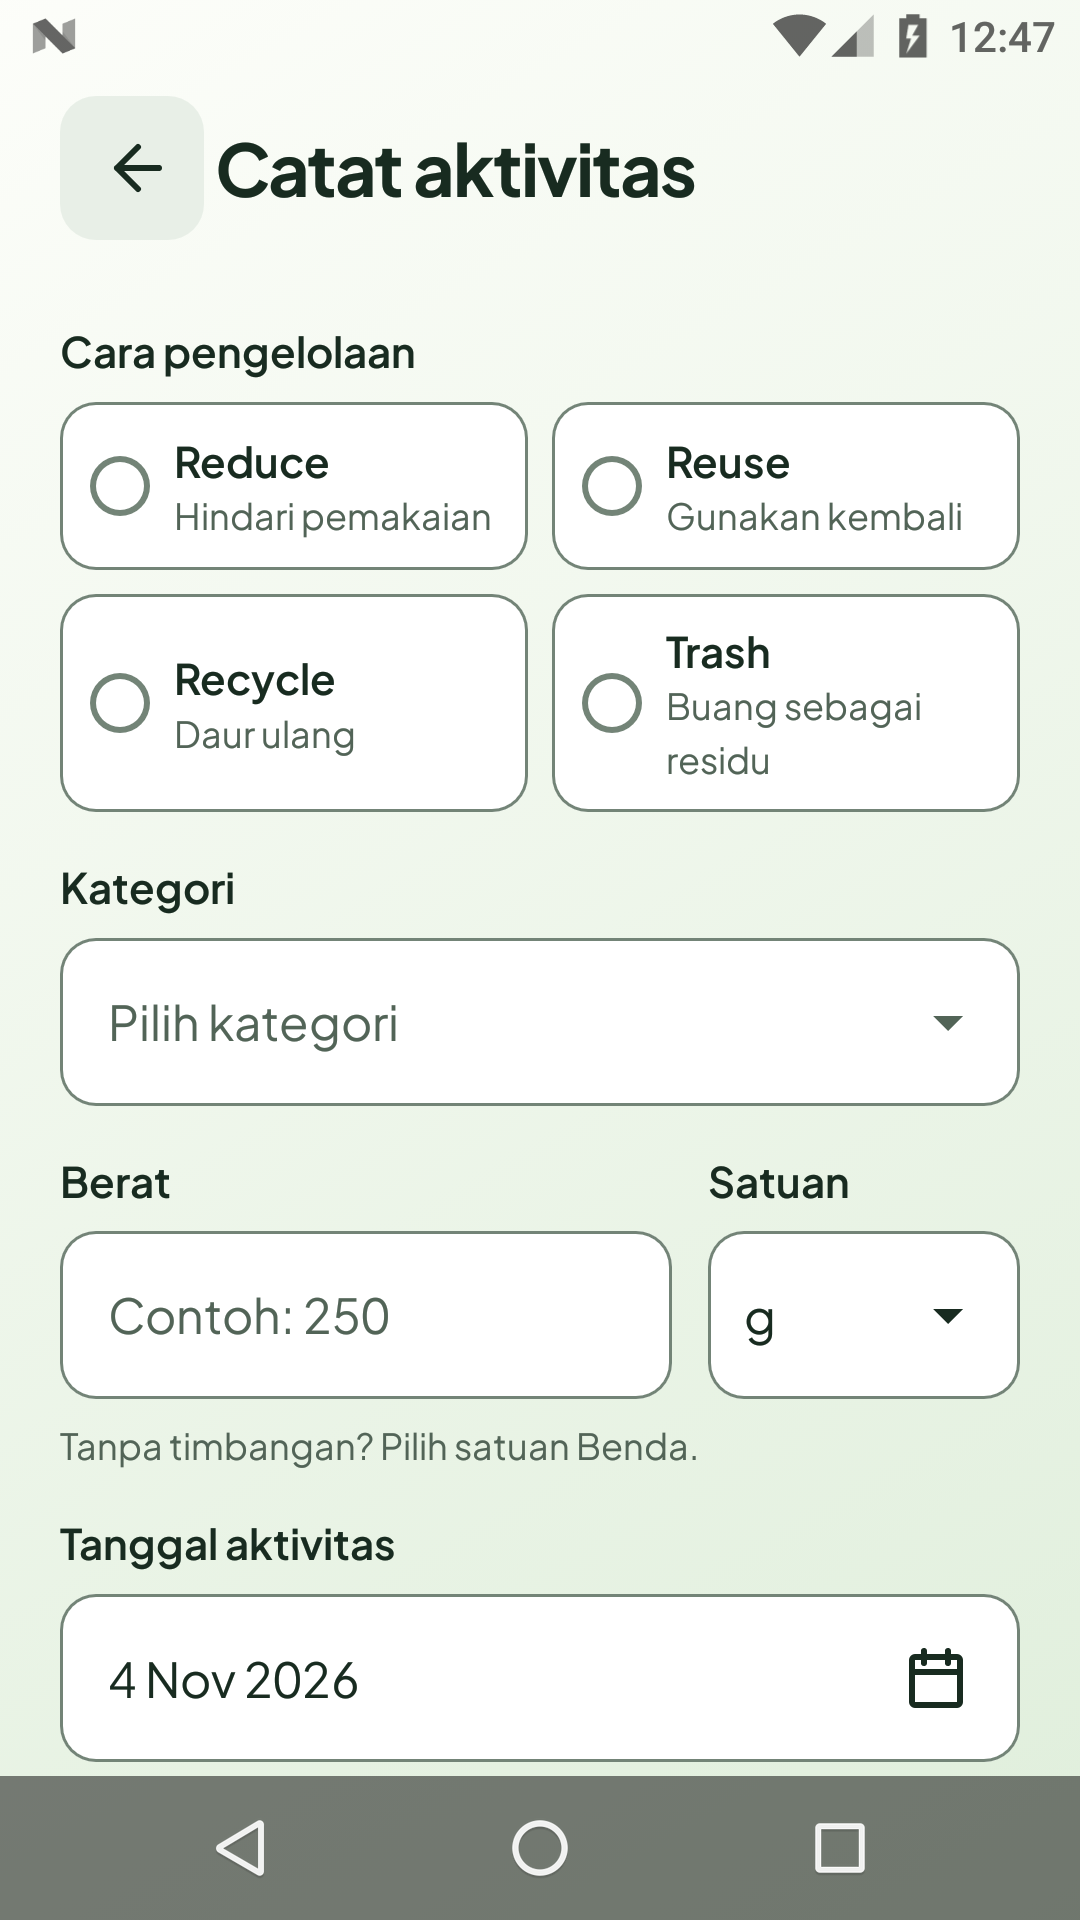 12:47
Catat aktivitas
Cara pengelolaan
Reduce
Hindari pemakaian
Reuse
Gunakan kembali
Recycle
Daur ulang
Trash
Buang sebagai
residu
Kategori
Pilih kategori
Berat
Satuan
Contoh: 250
g
Tanpa timbangan? Pilih satuan Benda.
Tanggal aktivitas
4 Nov 2026